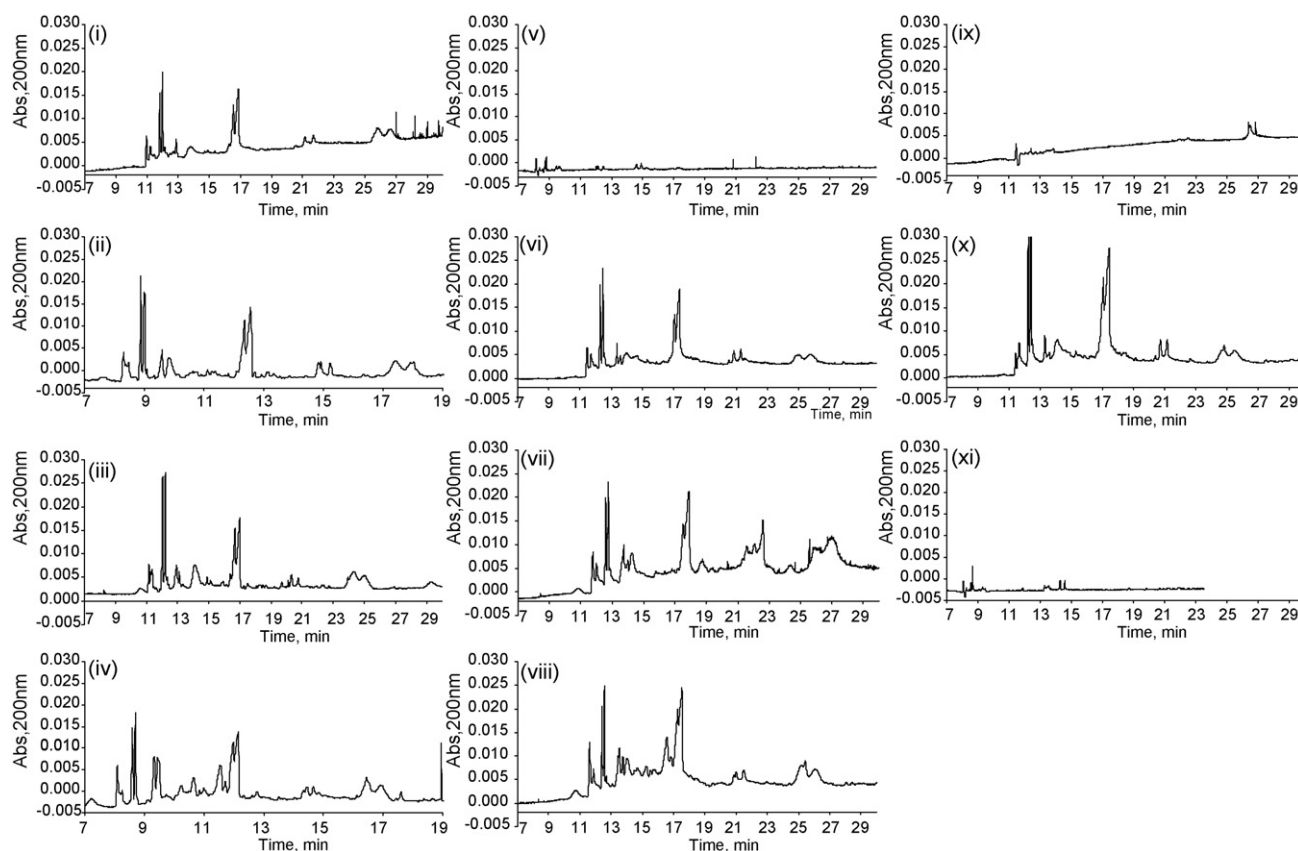 (i)
Abs,200nm
0.030
0.025
0.020
0.015
0.010
0.005
0.000
-0.005
7 9 11 13 15 17 19 21 23 25 27 29
Time, min
(ii)
Abs,200nm
0.030
0.025
0.020
0.015
0.010
0.005
0.000
-0.005
7 9 11 13 15 17 19
Time, min
(iii)
Abs,200nm
0.030
0.025
0.020
0.015
0.010
0.005
0.000
-0.005
7 9 11 13 15 17 19 21 23 25 27 29
Time, min
(iv)
Abs,200nm
0.030
0.025
0.020
0.015
0.010
0.005
0.000
-0.005
7 9 11 13 15 17 19
Time, min
(v)
Abs,200nm
0.030
0.025
0.020
0.015
0.010
0.005
0.000
-0.005
7 9 11 13 15 17 19 21 23 25 27 29
Time, min
(vi)
Abs,200nm
0.030
0.025
0.020
0.015
0.010
0.005
0.000
-0.005
7 9 11 13 15 17 19 21 23 25 27 29
Time, min
(vii)
Abs,200nm
0.030
0.025
0.020
0.015
0.010
0.005
0.000
-0.005
7 9 11 13 15 17 19 21 23 25 27 29
Time, min
(viii)
Abs,200nm
0.030
0.025
0.020
0.015
0.010
0.005
0.000
-0.005
7 9 11 13 15 17 19 21 23 25 27 29
Time, min
(ix)
Abs,200nm
0.030
0.025
0.020
0.015
0.010
0.005
0.000
-0.005
7 9 11 13 15 17 19 21 23 25 27 29
Time, min
(x)
Abs,200nm
0.030
0.025
0.020
0.015
0.010
0.005
0.000
-0.005
7 9 11 13 15 17 19 21 23 25 27 29
Time, min
(xi)
Abs,200nm
0.030
0.025
0.020
0.015
0.010
0.005
0.000
-0.005
7 9 11 13 15 17 19 21 23 25 27 29
Time, min